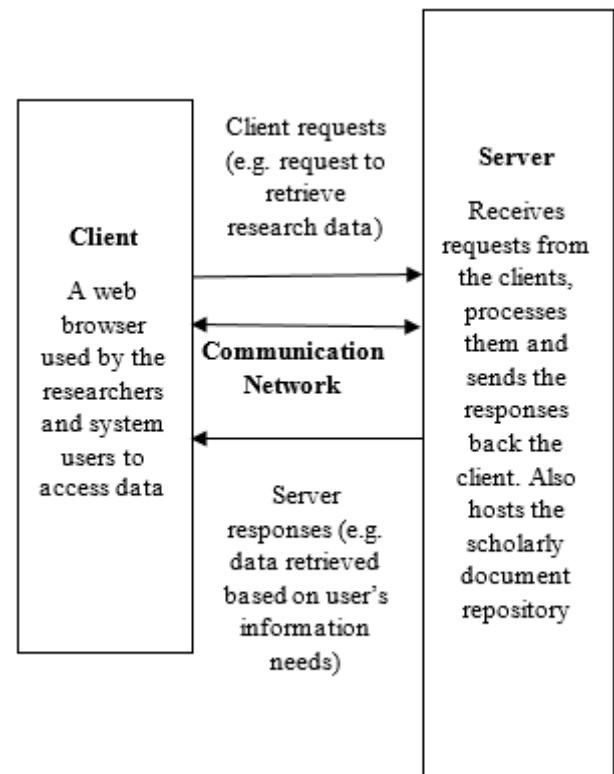 Client
A web
browser
used by the
researchers
and system
users to
access data
Client requests
(e.g. request to
retrieve
research data)
Communication
Network
Server
responses (e.g.
data retrieved
based on user’s
information
needs)
Server
Receives
requests from
the clients,
processes
them and
sends the
responses
back the
client. Also
hosts the
scholarly
document
repository